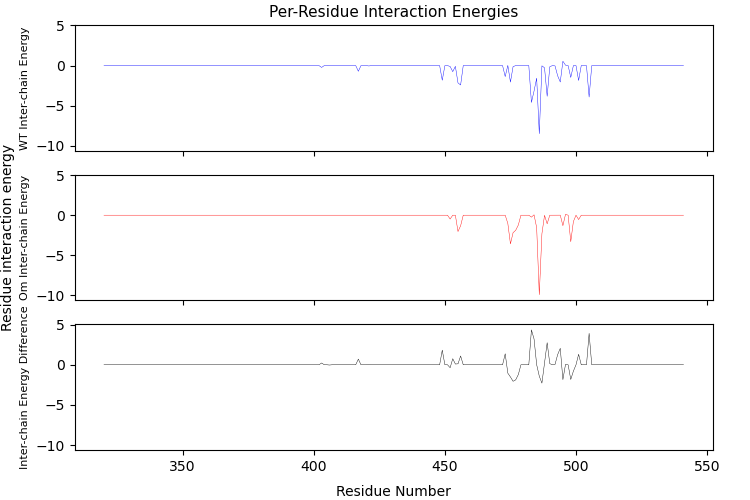 Per-Residue Interaction Energies
Residue interaction energy
WT Inter-chain Energy
5
0
−5
−10
Om Inter-chain Energy
5
0
−5
−10
Inter-chain Energy Difference
5
0
−5
−10
350
400
450
500
550
Residue Number